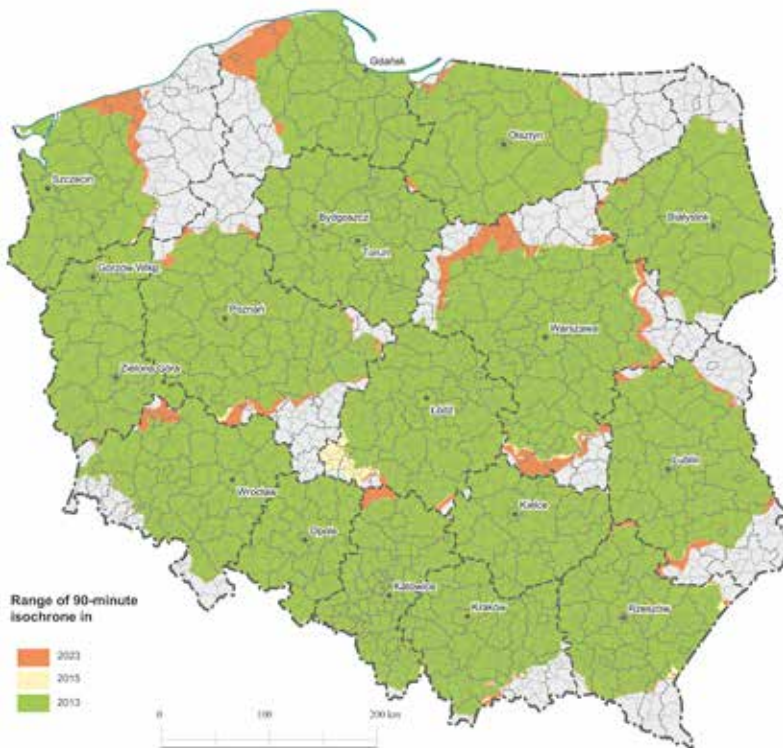 Gdańsk
Olsztyn
Szczecin
Białystok
Bydgoszcz
Toruń
Gorzów Wlkp
Poznań
Warszawa
Zielona Góra
Łódź
Lublin
Wrocław
Kielce
Opole
Katowice
Kraków
Rzeszów
Range of 90-minute
isochrone in
2023
2015
2013
0 100 200 km